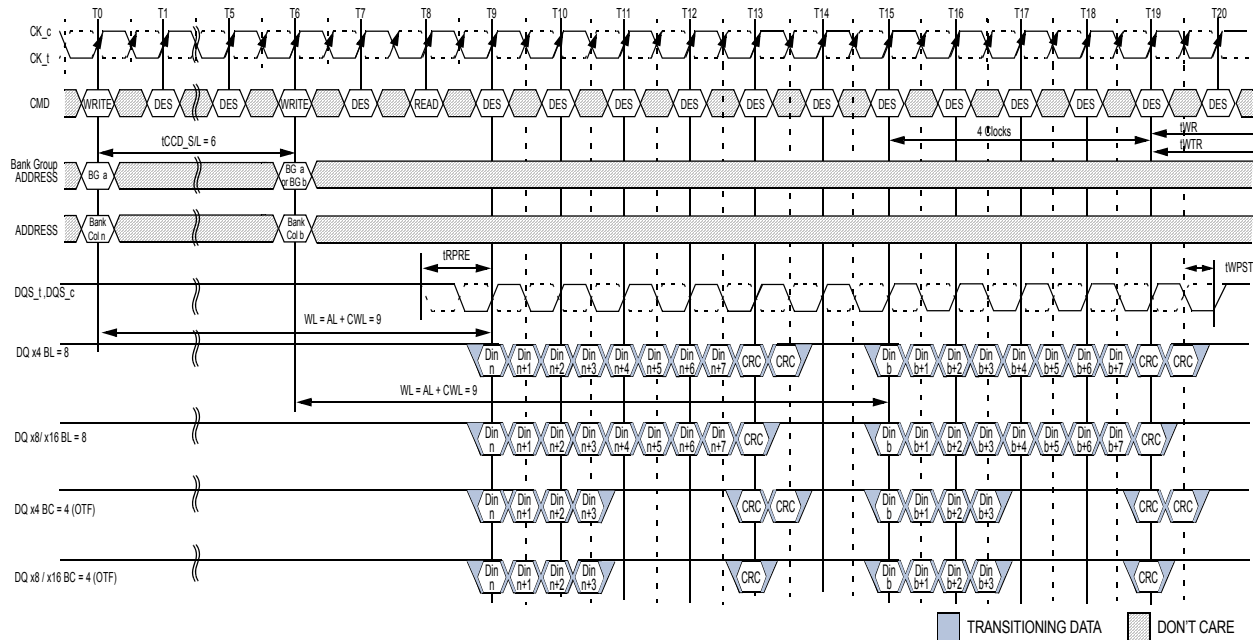 T0 T1 T5 T6 T7 T8 T9 T10 T11 T12 T13 T14 T15 T16 T17 T18 T19 T20
CK_c
CK_t
CMD WRITE DES DES WRITE DES READ DES DES DES DES DES DES DES DES DES DES DES DES
tCCD_S/L = 6
4 Clocks
tWR
tWTR
Bank Group
ADDRESS
BG a
BG a
or BG b
ADDRESS
Bank
Col n
Bank
Col b
tRPRE
tWPST
DQS_t ,DQS_c
WL = AL + CWL = 9
DQ x4 BL = 8
Din n Din n+1 Din n+2 Din n+3 Din n+4 Din n+5 Din n+6 Din n+7 CRC CRC Din b Din b+1 Din b+2 Din b+3 Din b+4 Din b+5 Din b+6 Din b+7 CRC CRC
WL = AL + CWL = 9
DQ x8/ x16 BL = 8
Din n Din n+1 Din n+2 Din n+3 Din n+4 Din n+5 Din n+6 Din n+7 CRC Din b Din b+1 Din b+2 Din b+3 Din b+4 Din b+5 Din b+6 Din b+7 CRC
DQ x4 BC = 4 (OTF)
Din n Din n+1 Din n+2 Din n+3 CRC CRC Din b Din b+1 Din b+2 Din b+3 CRC CRC
DQ x8 / x16 BC = 4 (OTF)
Din n Din n+1 Din n+2 Din n+3 CRC Din b Din b+1 Din b+2 Din b+3 CRC
TRANSITIONING DATA DON'T CARE